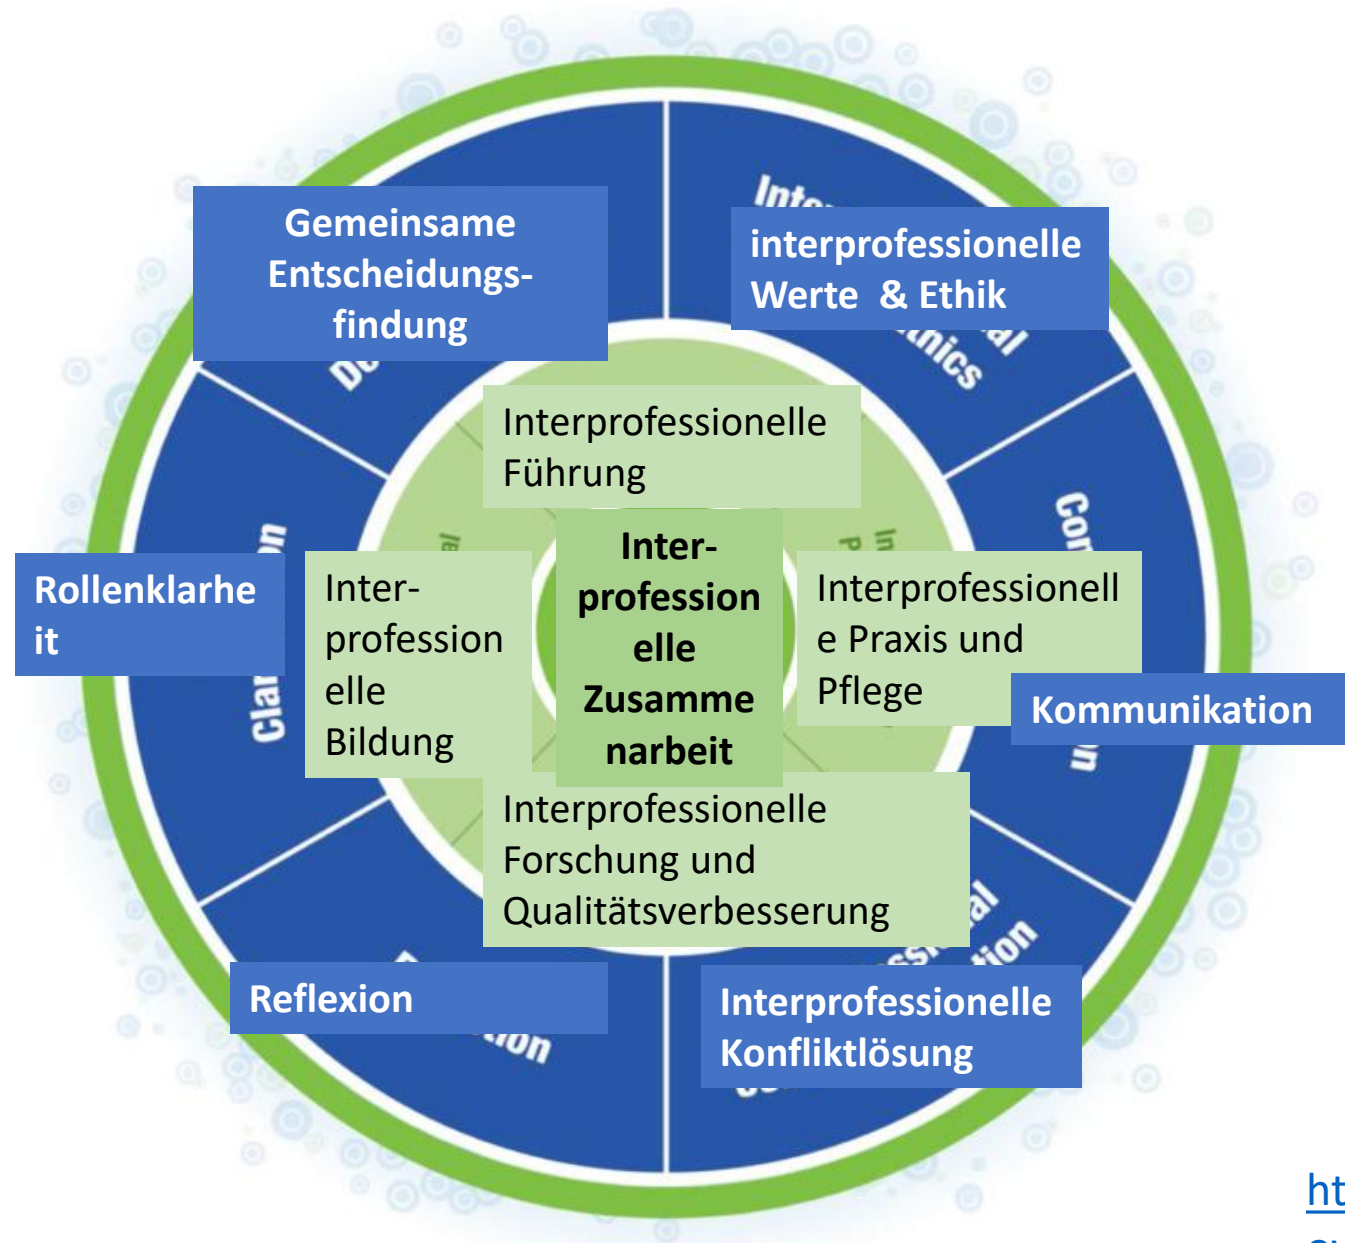 Gemeinsame
Entscheidungs-
findung
interprofessionelle
Werte & Ethik
Interprofessionelle
Führung
Rollenklarhe
it
Inter-
profession
elle
Bildung
Inter-
profession
elle
Zusamme
narbeit
Interprofessionell
e Praxis und
Pflege
Kommunikation
Interprofessionelle
Forschung und
Qualitätsverbesserung
Reflexion
Interprofessionelle
Konfliktlösung